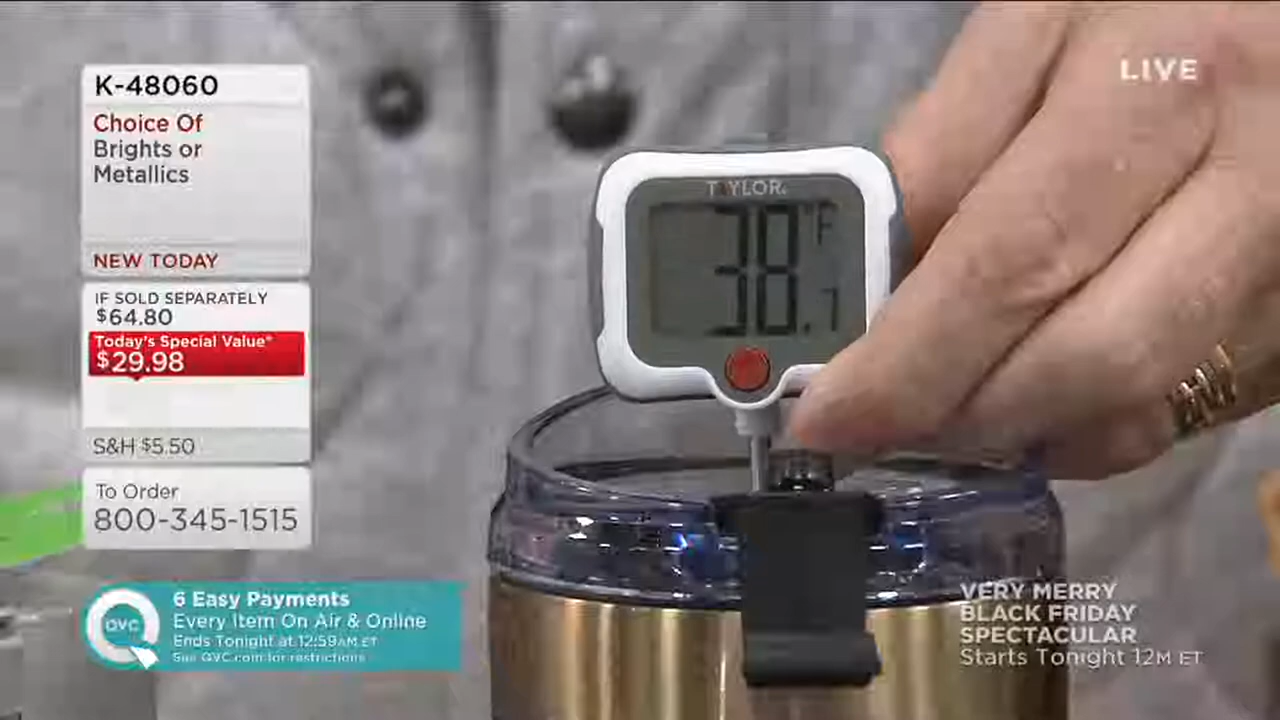 K-48060
Choice Of
Brights or
Metallics
NEW TODAY
IF SOLD SEPARATELY
$64.80
Today's Special Value*
$29.98
S&H $5.50
To Order
800-345-1515
QVC
6 Easy Payments
Every Item On Air & Online
Ends Tonight at 12:59AM ET
See QVC.com for restrictions
LIVE
TAYLOR
38.7 °F
VERY MERRY
BLACK FRIDAY
SPECTACULAR
Starts Tonight 12M ET